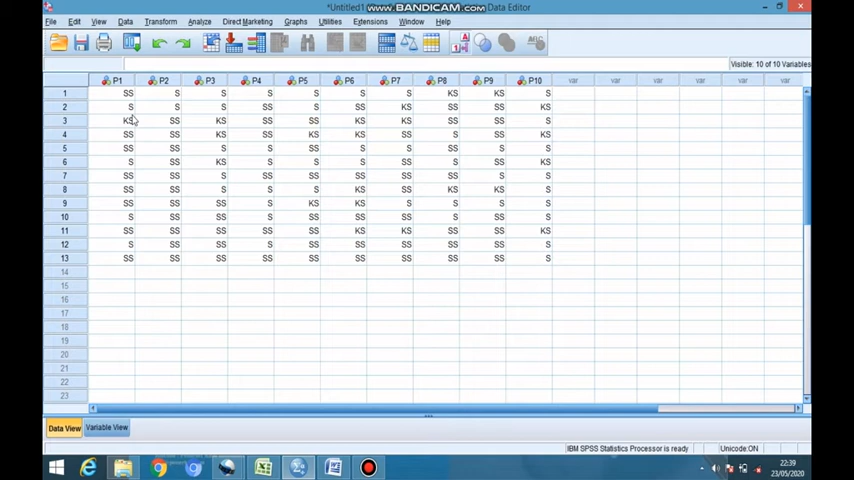 *Untitled1 www.BANDICAM.com Data Editor
File Edit View Data Transform Analyze Direct Marketing Graphs Utilities Extensions Window Help
Visible: 10 of 10 Variables
P1 P2 P3 P4 P5 P6 P7 P8 P9 P10 var var var var var var
1 SS S S S S S S KS KS S
2 S S S SS S S KS SS S KS
3 KS SS KS SS SS KS KS SS SS S
4 SS SS KS SS S KS SS S SS KS
5 SS SS S S SS S S SS S S
6 S SS KS S S SS S S SS KS
7 SS SS S SS SS SS SS SS S S
8 SS SS SS S S KS SS KS KS S
9 SS SS SS S KS KS S S S S
10 S SS SS S SS SS SS S SS S
11 SS SS SS SS SS KS KS SS SS KS
12 S SS SS S SS SS SS SS SS S
13 SS SS SS SS SS SS SS SS SS S
14
15
16
17
18
19
20
21
22
23
Data View Variable View
IBM SPSS Statistics Processor is ready Unicode:ON
22:39
23/05/2020